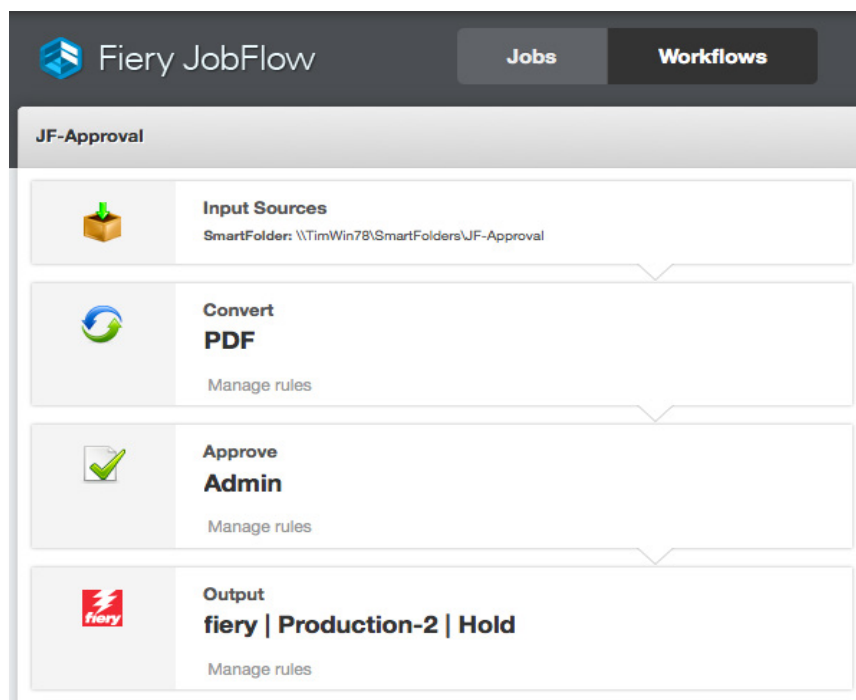 Fiery JobFlow
Jobs
Workflows
JF-Approval
Input Sources
SmartFolder: \\TimWin78\SmartFolders\JF-Approval
Convert
PDF
Manage rules
Approve
Admin
Manage rules
fiery
Output
fiery | Production-2 | Hold
Manage rules